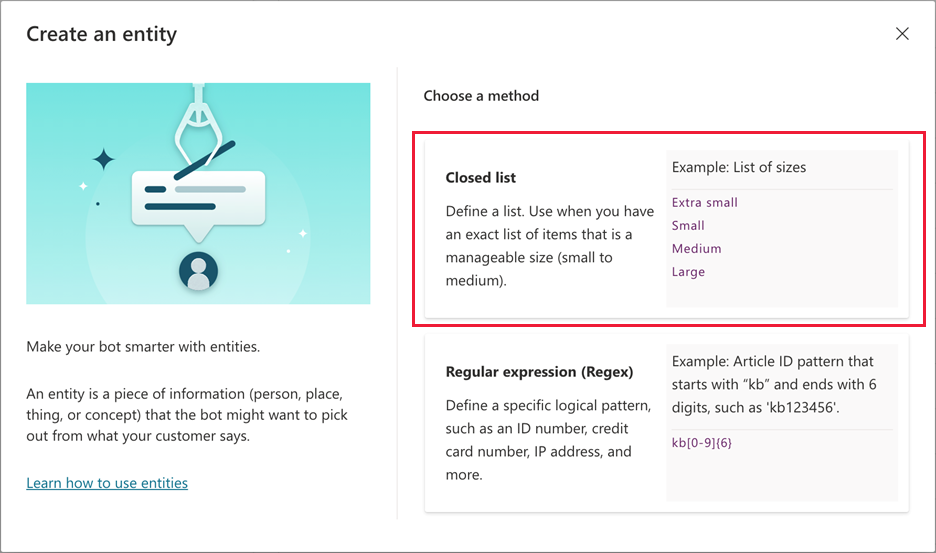 Create an entity
Make your bot smarter with entities.
An entity is a piece of information (person, place,
thing, or concept) that the bot might want to pick
out from what your customer says.
Learn how to use entities
Choose a method
Closed list
Define a list. Use when you have
an exact list of items that is a
manageable size (small to
medium).
Example: List of sizes
Extra small
Small
Medium
Large
Regular expression (Regex)
Define a specific logical pattern,
such as an ID number, credit
card number, IP address, and
more.
Example: Article ID pattern that
starts with “kb” and ends with 6
digits, such as 'kb123456'.
kb[0-9]{6}